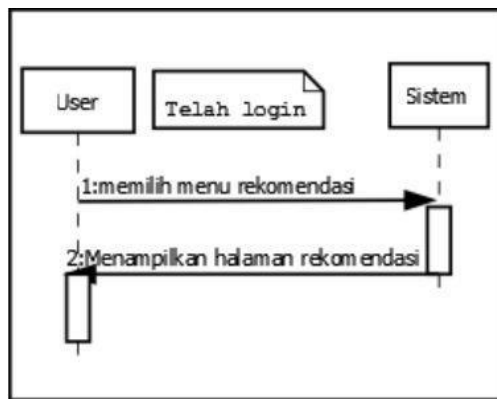 User
Telah login
Sistem
1:memilih menu rekomendasi
2:Menampilkan halaman rekomendasi